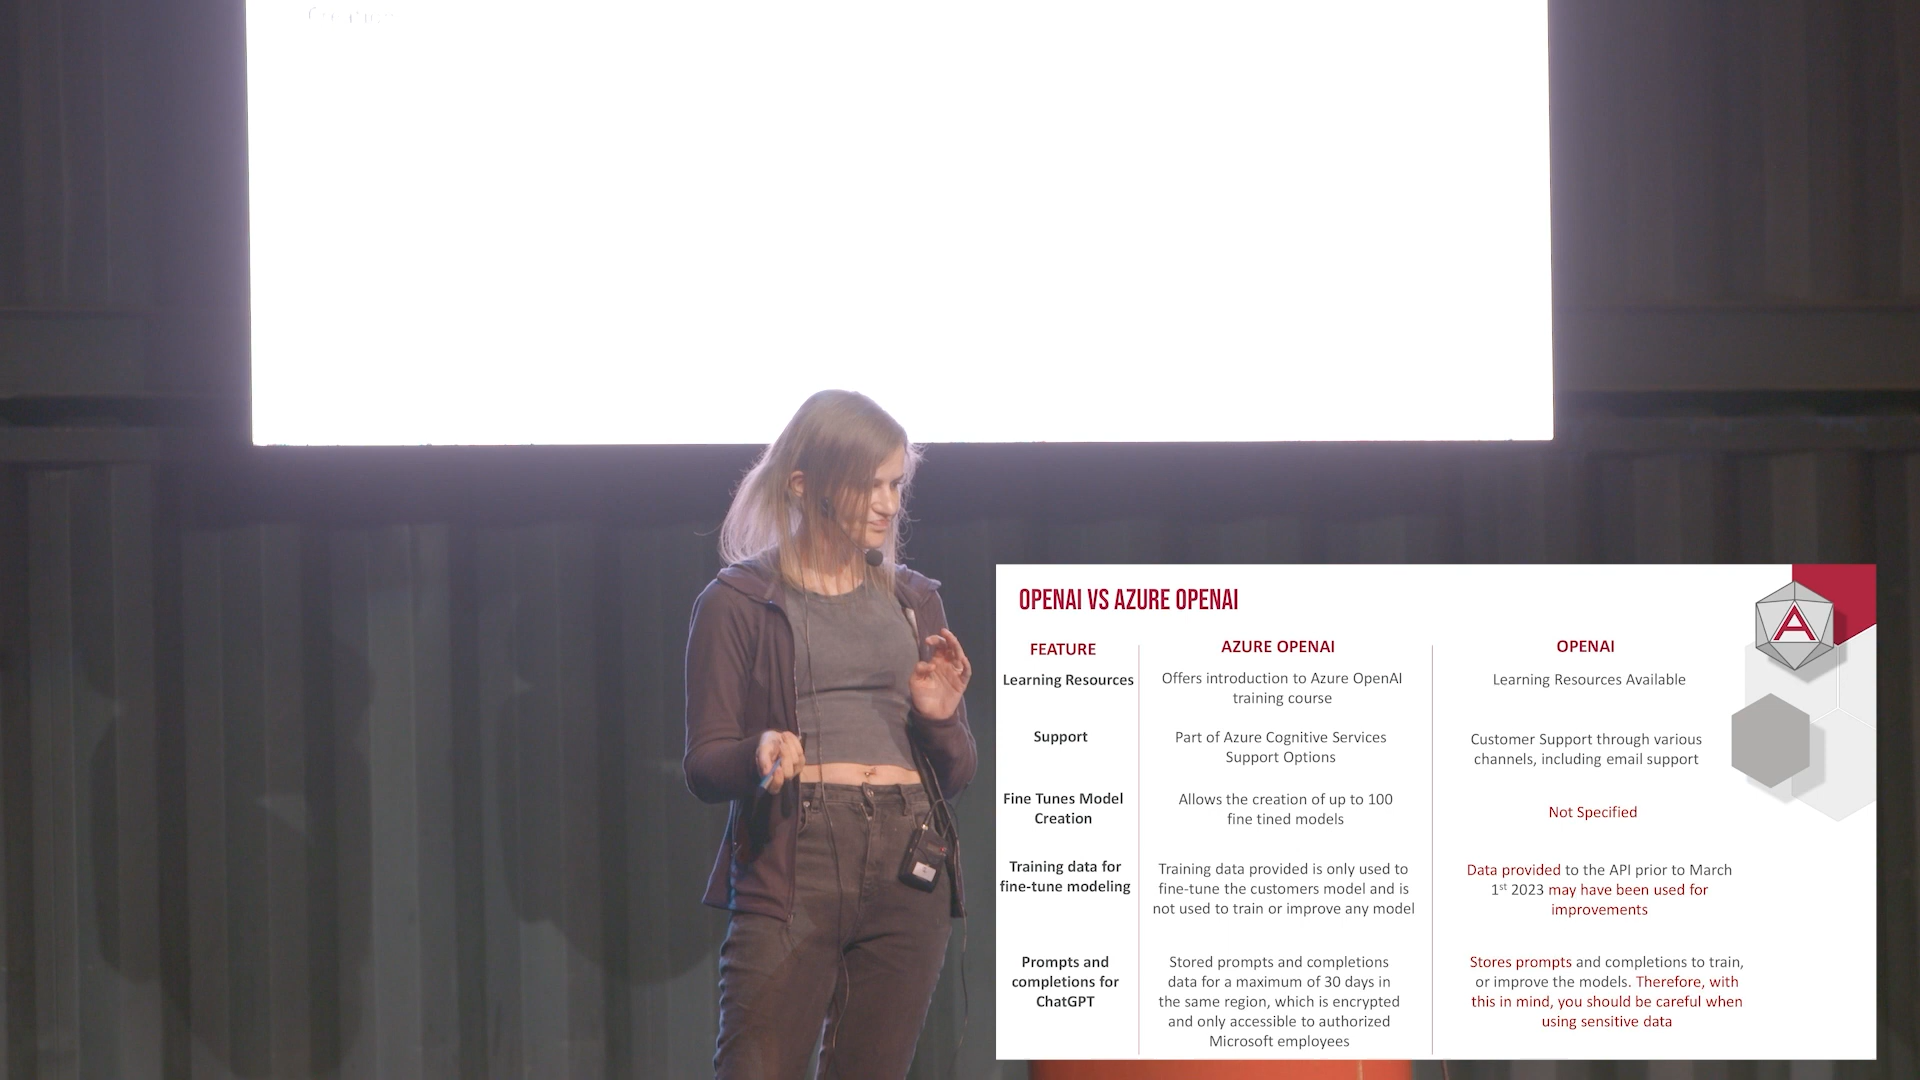 OPENAI VS AZURE OPENAI
A
FEATURE
AZURE OPENAI
OPENAI
Learning Resources
Offers introduction to Azure OpenAI
training course
Learning Resources Available
Support
Part of Azure Cognitive Services
Support Options
Customer Support through various
channels, including email support
Fine Tunes Model
Creation
Allows the creation of up to 100
fine tined models
Not Specified
Training data for
fine-tune modeling
Training data provided is only used to
fine-tune the customers model and is
not used to train or improve any model
Data provided to the API prior to March
1st 2023 may have been used for
improvements
Prompts and
completions for
ChatGPT
Stored prompts and completions
data for a maximum of 30 days in
the same region, which is encrypted
and only accessible to authorized
Microsoft employees
Stores prompts and completions to train,
or improve the models. Therefore, with
this in mind, you should be careful when
using sensitive data